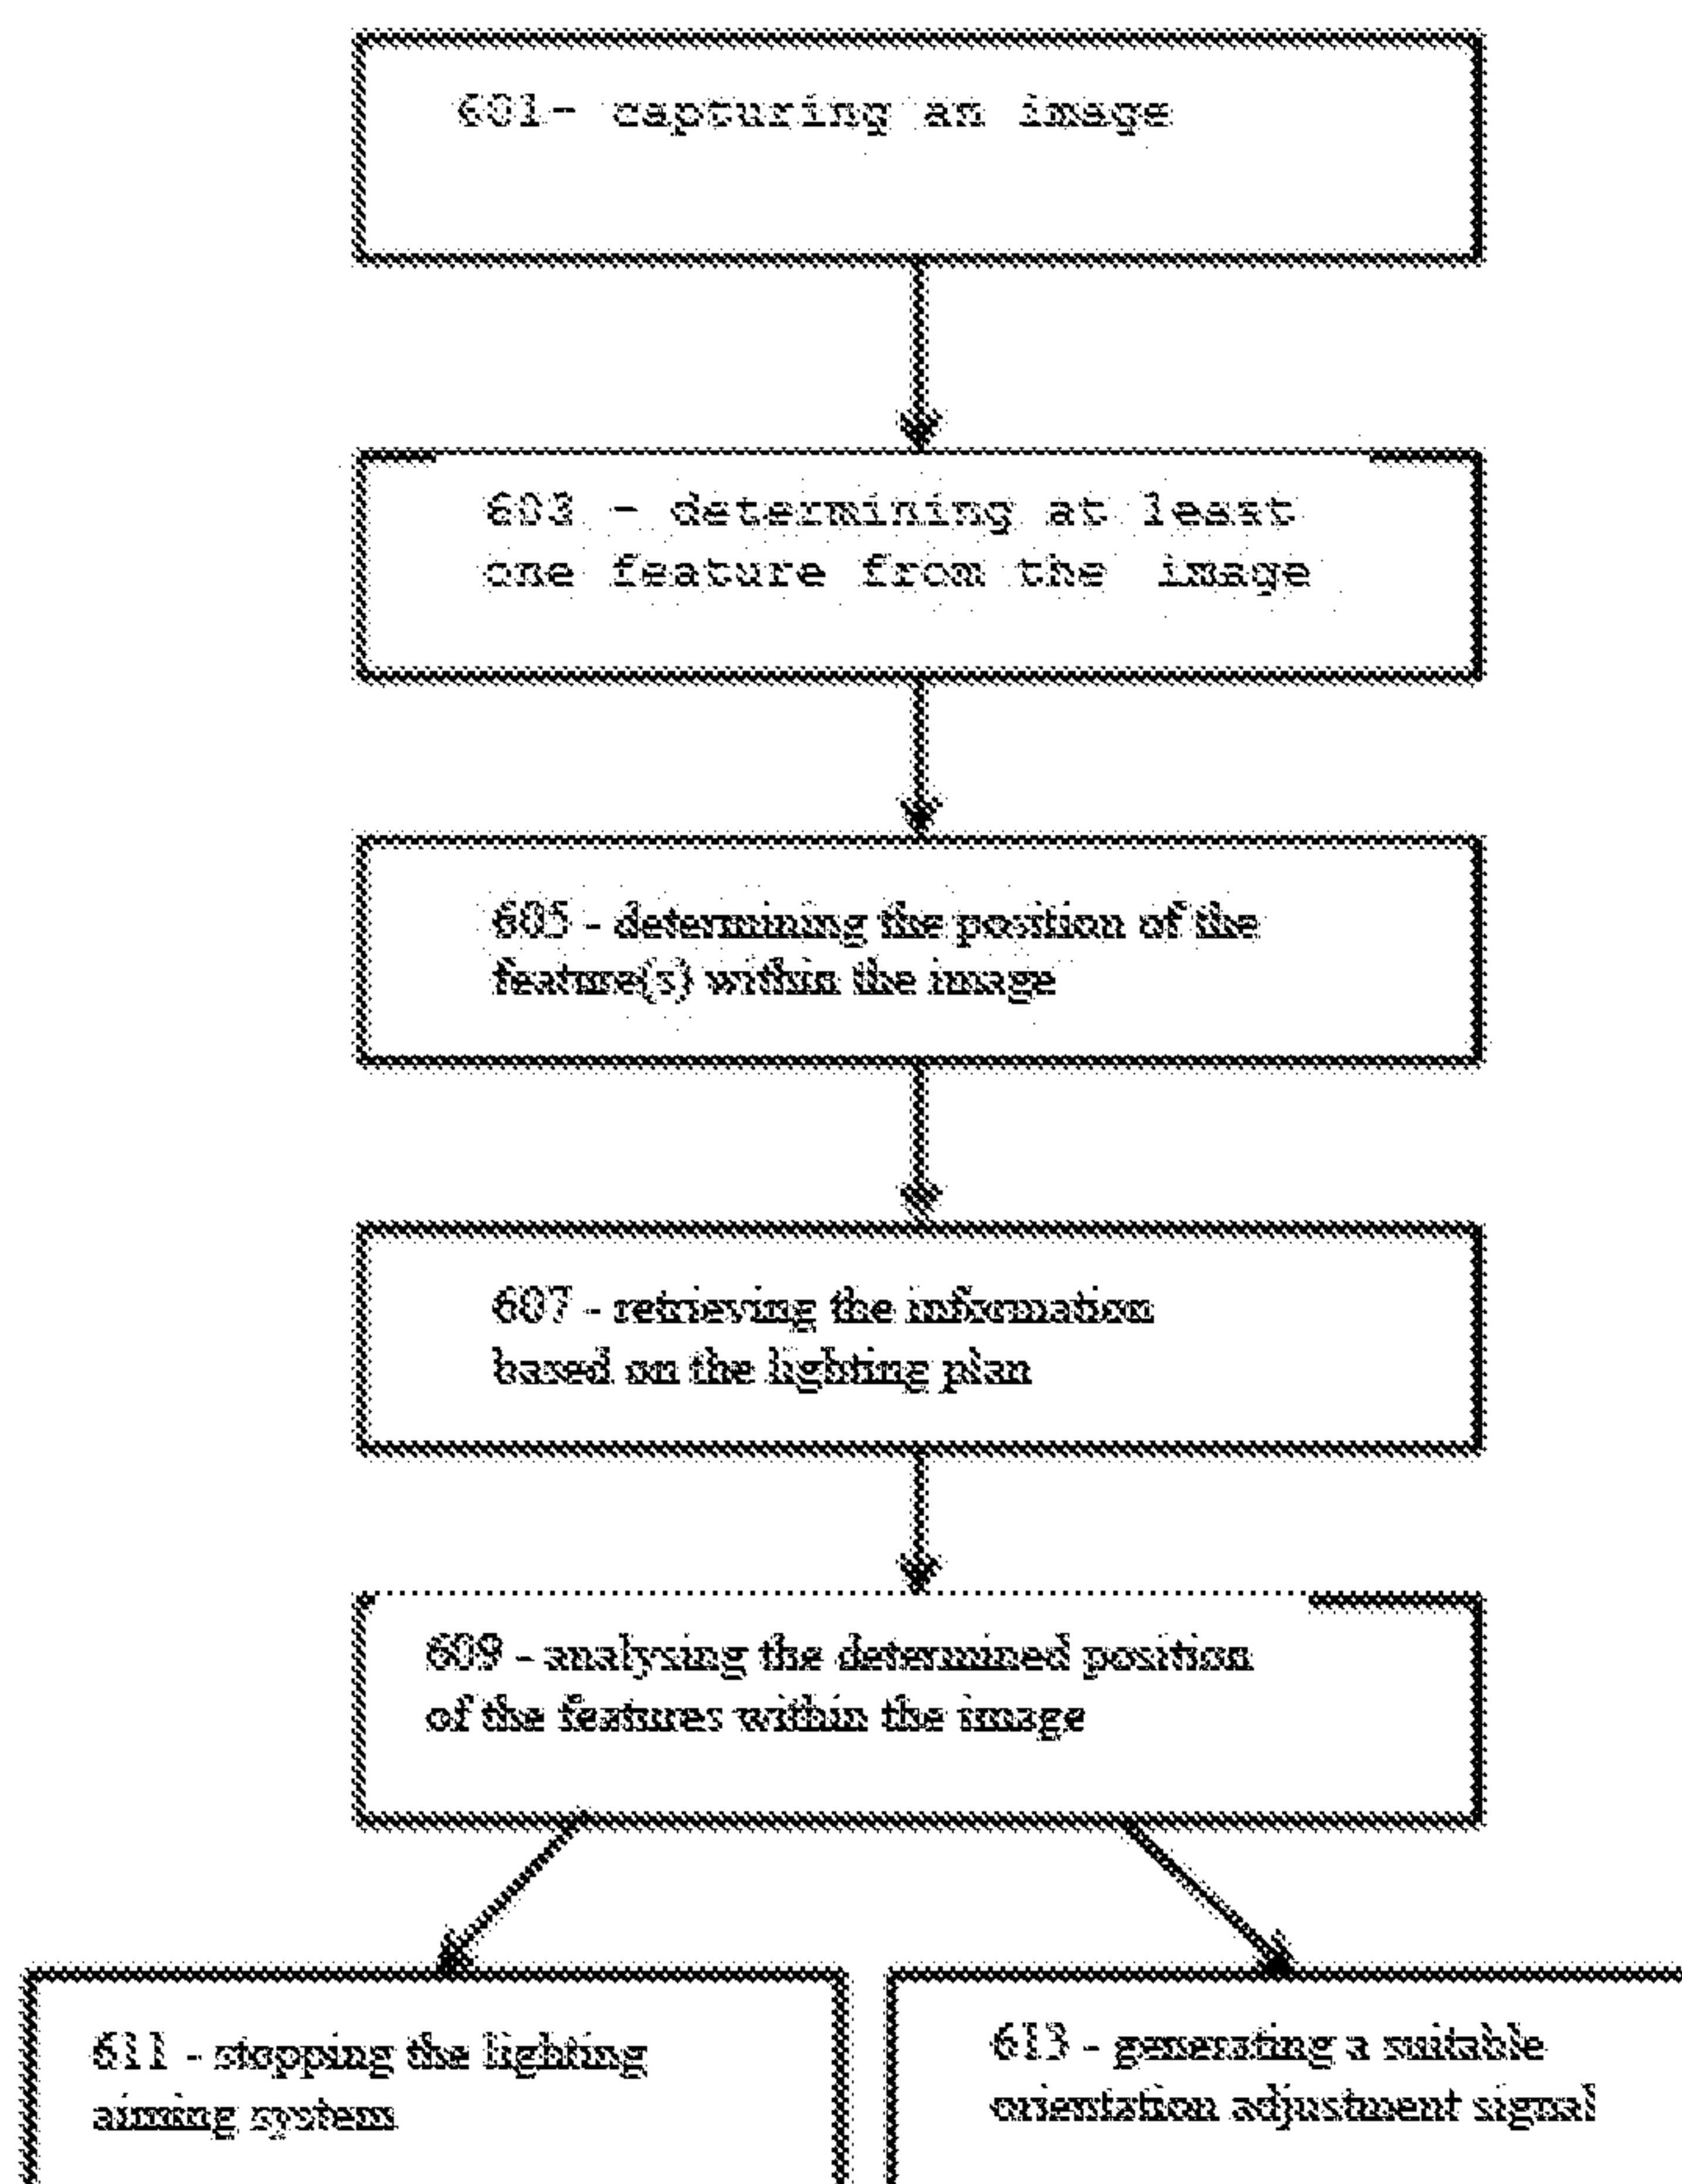 601- capturing an image
603 - determining at least
one feature from the image
605 - determining the position of the
feature(s) within the image
607 - retrieving the information
based on the lighting plan
609 - analysing the determined position
of the features within the image
611 - stopping the lighting
aiming system
613 - generating a suitable
orientation adjustment signal